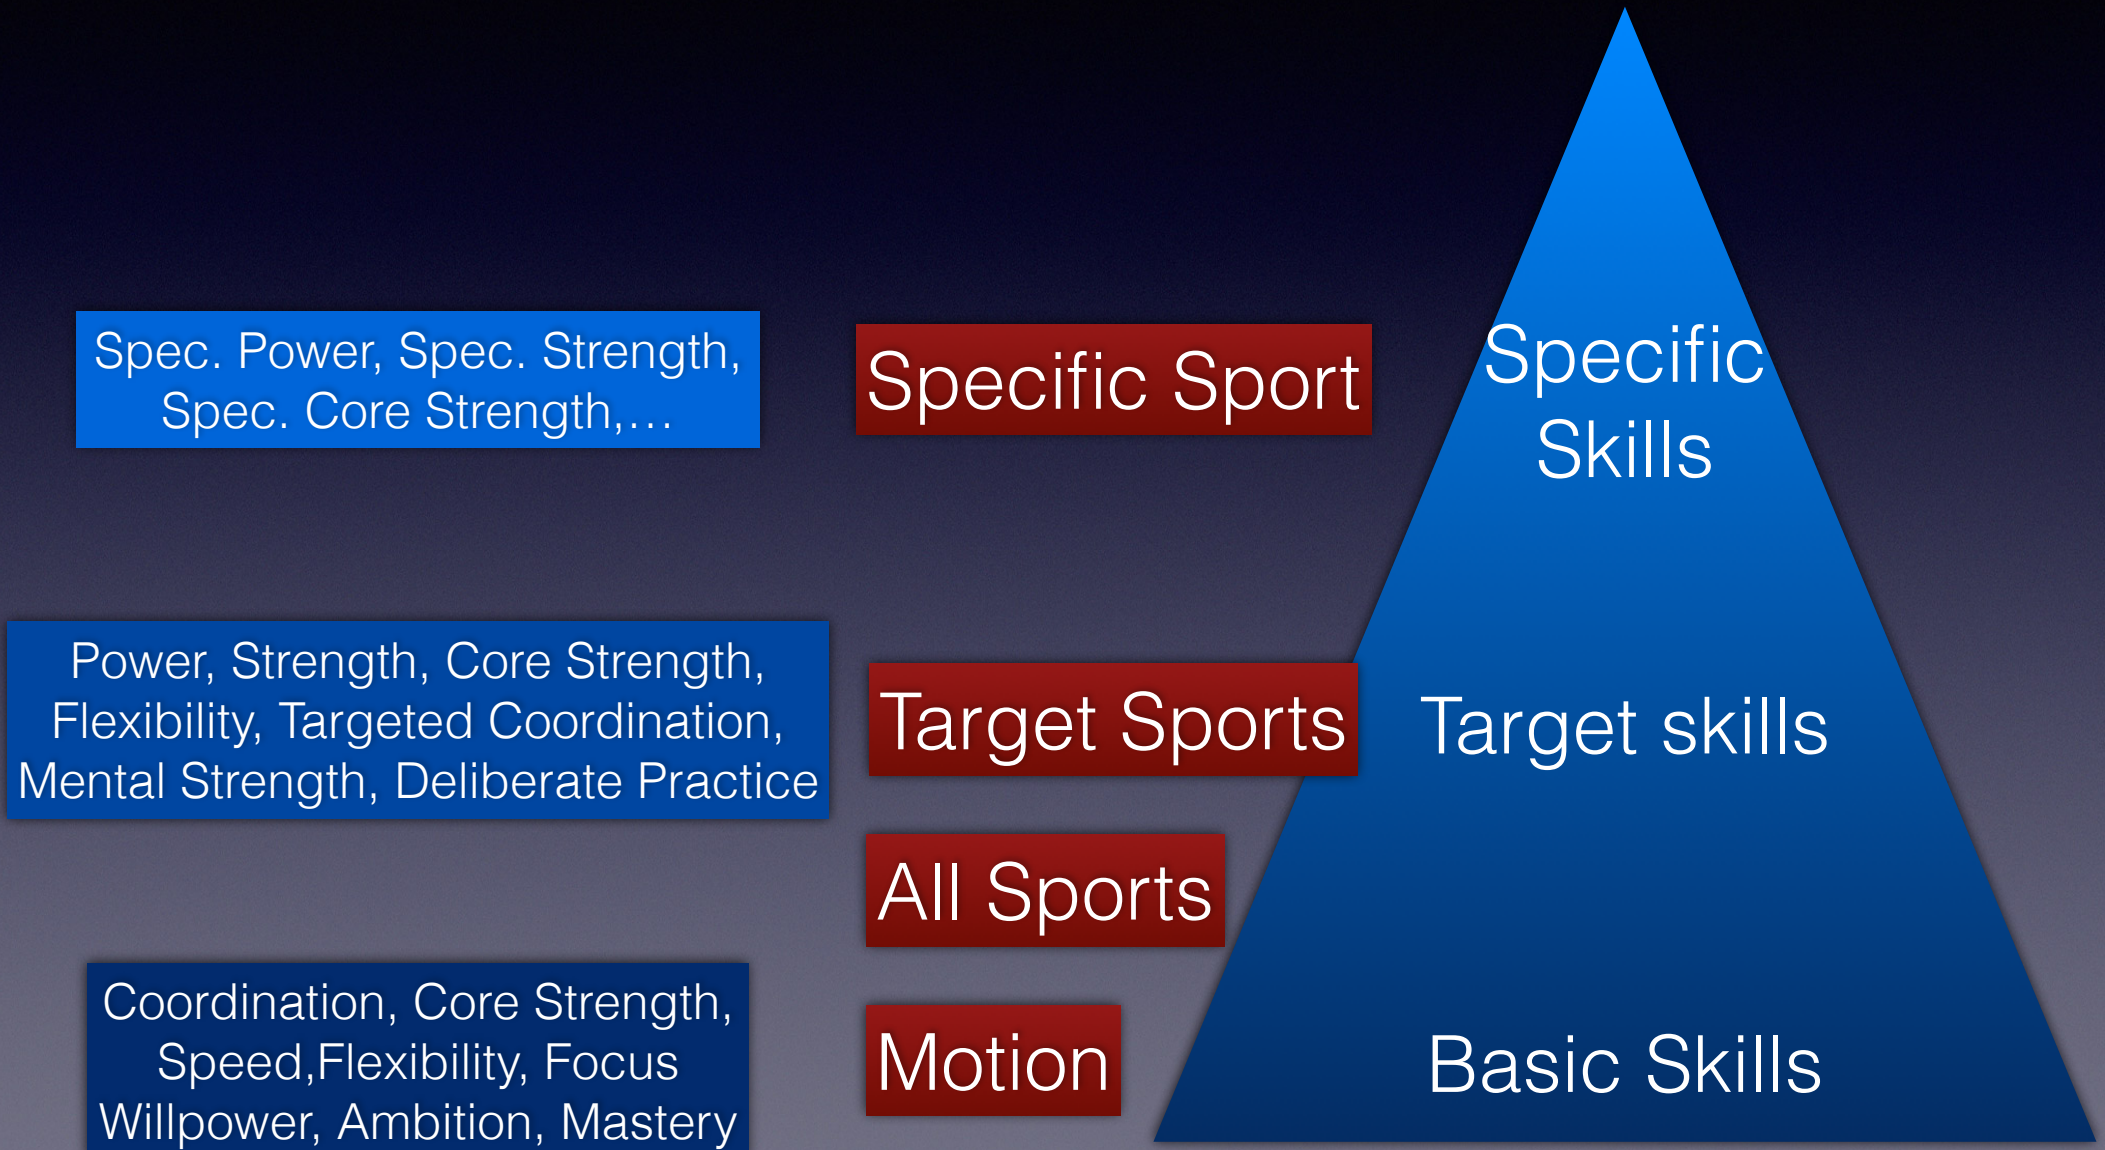 Spec. Power, Spec. Strength,
Spec. Core Strength,…
Specific Sport
Specific
Skills
Power, Strength, Core Strength,
Flexibility, Targeted Coordination,
Mental Strength, Deliberate Practice
Target Sports
Target skills
All Sports
Coordination, Core Strength,
Speed,Flexibility, Focus
Willpower, Ambition, Mastery
Motion
Basic Skills